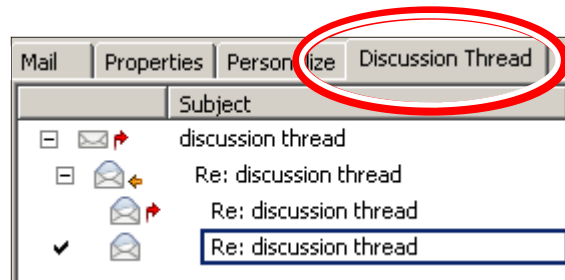 Mail Properties Personalize Discussion Thread
Subject
discussion thread
Re: discussion thread
Re: discussion thread
Re: discussion thread